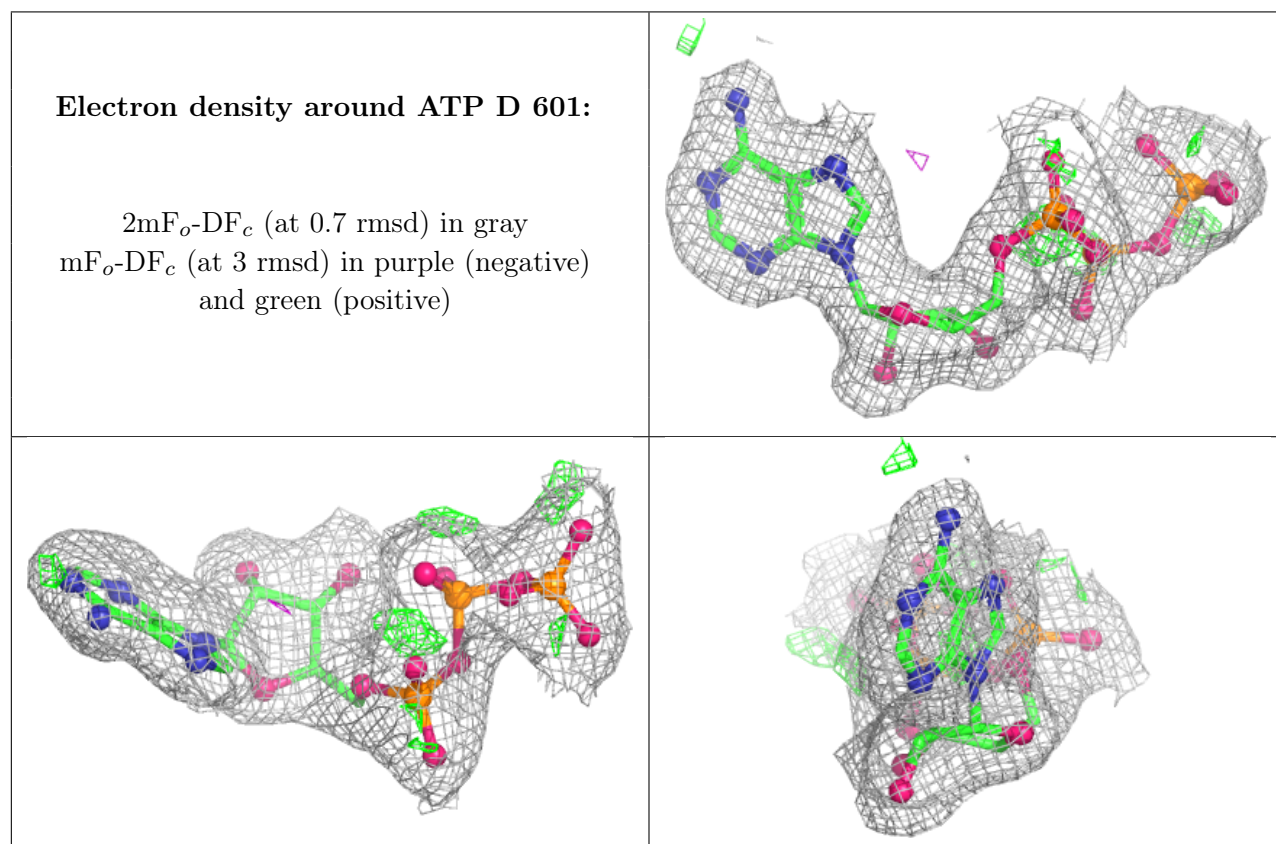 Electron density around ATP D 601:
2mFo-DFc (at 0.7 rmsd) in gray
mFo-DFc (at 3 rmsd) in purple (negative)
and green (positive)